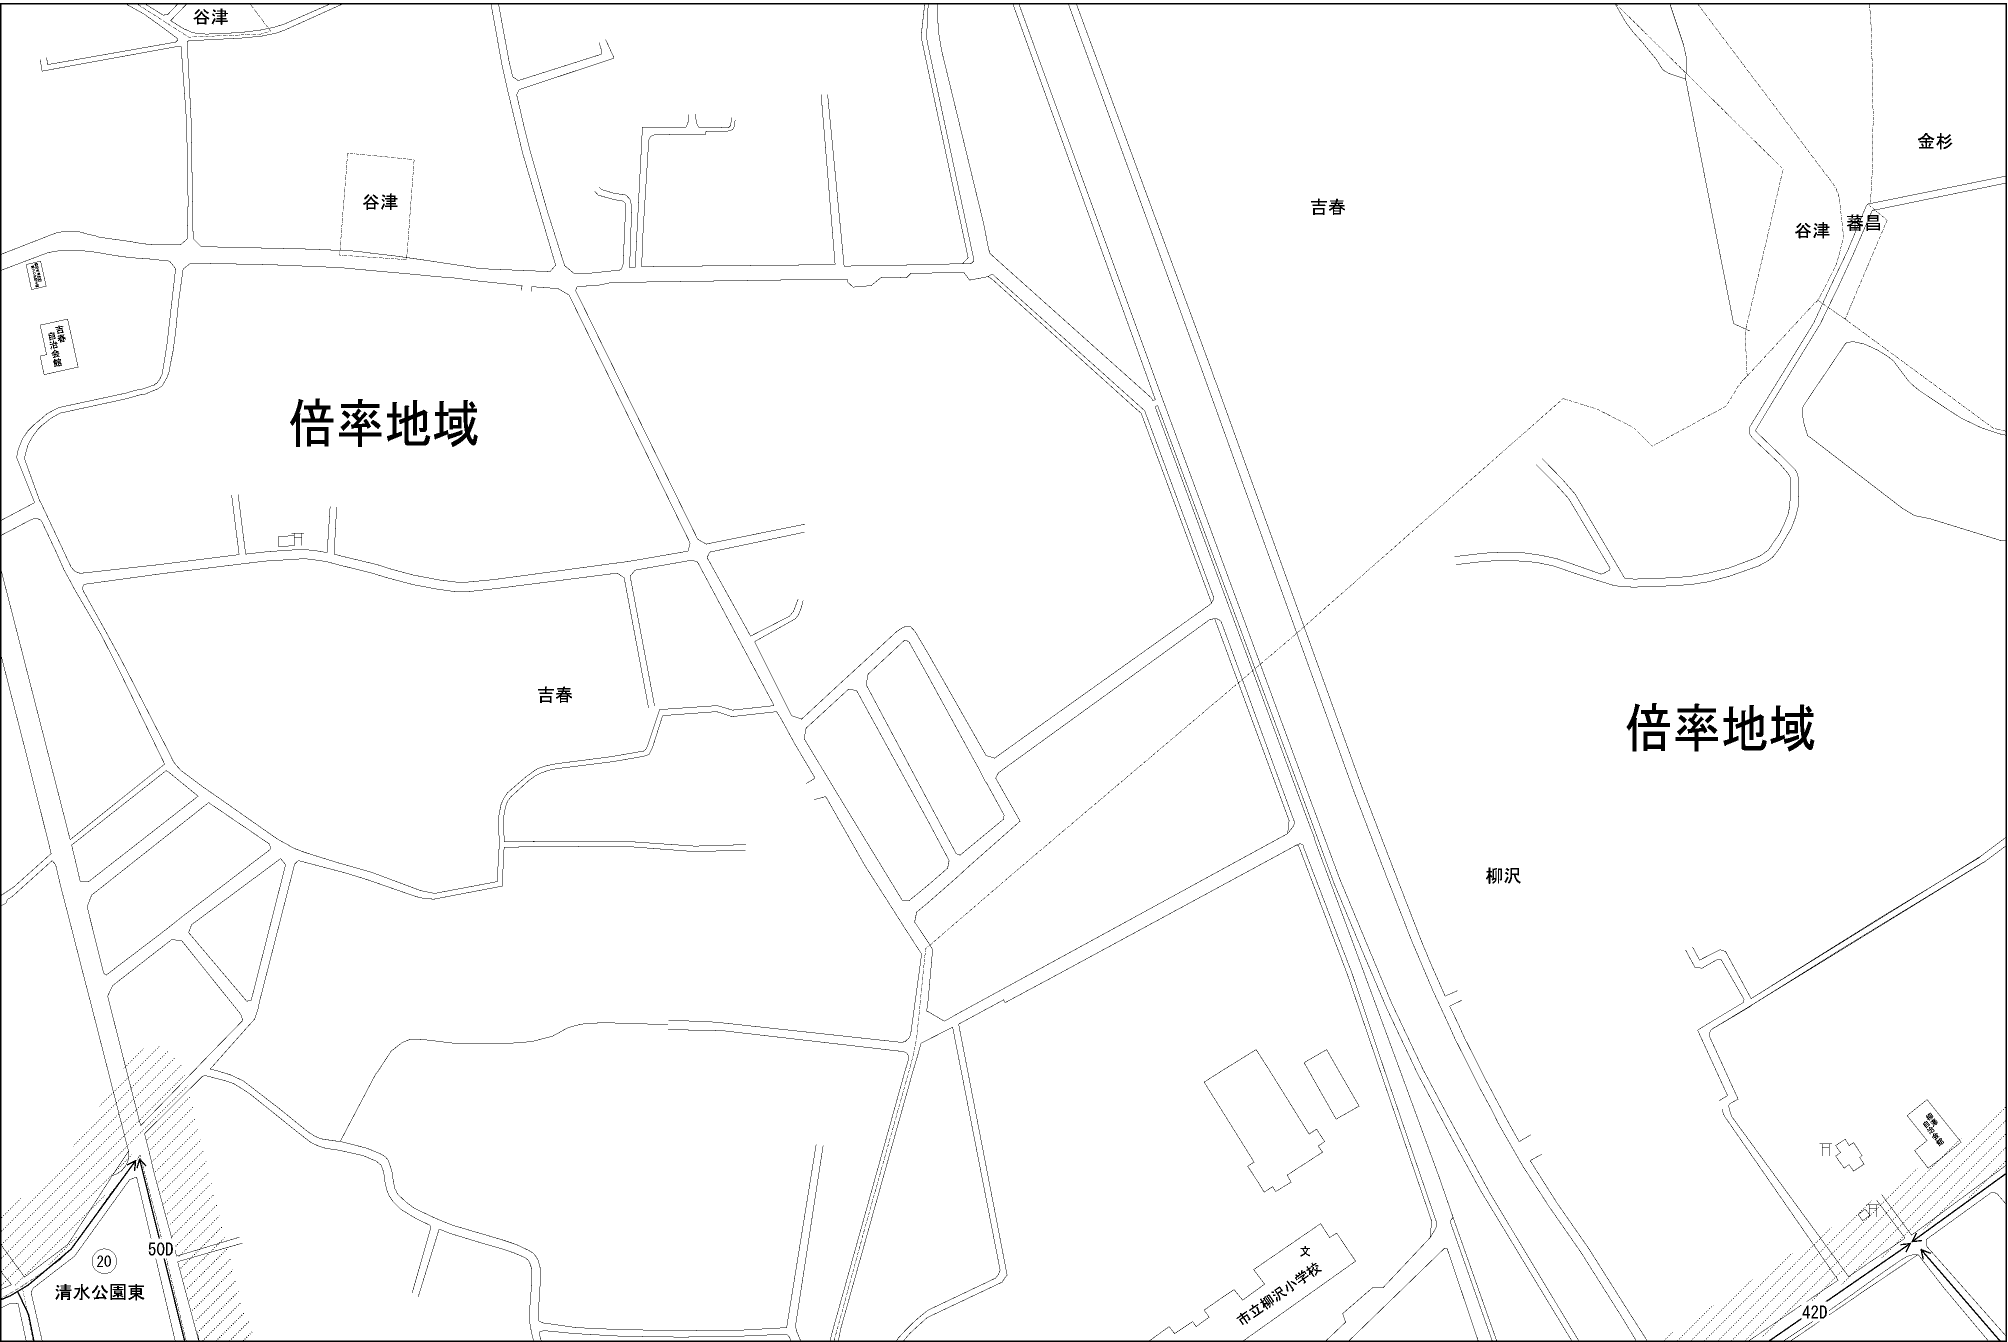 谷津
金杉
谷津
吉春
蕃昌
谷津
吉春
自治会館
倍率地域
吉春
倍率地域
柳沢
50D
20
清水公園東
文
市立柳沢小学校
42D